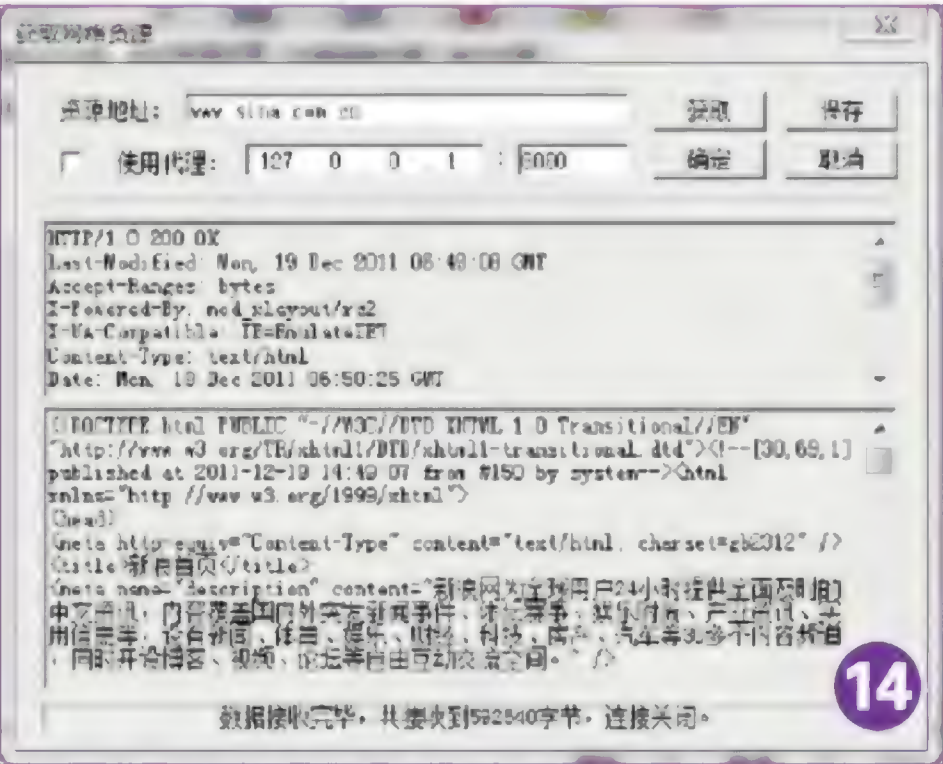 获取网络资源
资源地址: www.sina.com.cn 获取 保存
使用代理: 127 0 0 1 : 8080 确定 取消
HTTP/1.0 200 OK
Last-Modified: Mon, 19 Dec 2011 06:49:08 GMT
Accept-Ranges: bytes
X-Powered-By: mod_xlayout/rc2
X-UA-Compatible: IE=EmulateIE7
Content-Type: text/html
Date: Mon, 19 Dec 2011 06:50:25 GMT
<!DOCTYPE html PUBLIC "-//W3C//DTD XHTML 1.0 Transitional//EN"
"http://www.w3.org/TR/xhtml1/DTD/xhtml1-transitional.dtd"><!--[30,69,1]
published at 2011-12-19 14:49:07 from #150 by system--><html
xmlns="http://www.w3.org/1999/xhtml">
<head>
<meta http-equiv="Content-Type" content="text/html; charset=gb2312" />
<title>新浪首页</title>
<meta name="description" content="新浪网为全球用户24小时提供全面及时的
中文资讯，内容覆盖国内外突发新闻事件、体坛赛事、娱乐时尚、产业资讯、实
用信息等，设有新闻、体育、娱乐、财经、科技、房产、汽车等30多个内容频道
，同时开设博客、视频、论坛等自由互动交流空间。" />
14
数据接收完毕，共接收到592640字节，连接关闭。